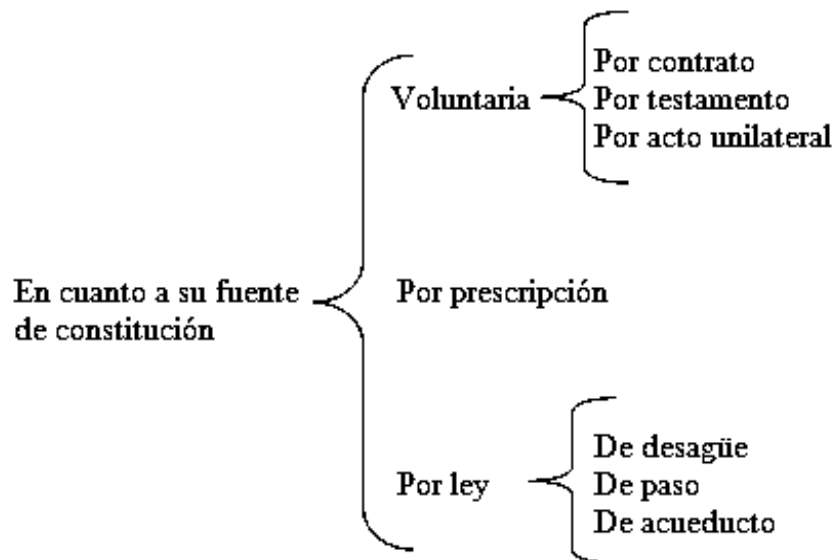 En cuanto a su fuente
de constitución
Voluntaria
Por contrato
Por testamento
Por acto unilateral
Por prescripción
Por ley
De desagüe
De paso
De acueducto